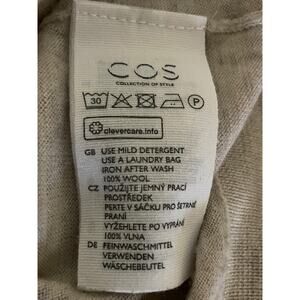 COS
COLLECTION OF STYLE
30 P
clevercare.info
GB USE MILD DETERGENT
USE A LAUNDRY BAG
IRON AFTER WASH
100% WOOL
CZ POUŽIJTE JEMNÝ PRACÍ
PROSTŘEDEK
PERTE V SÁČKU PRO ŠETRNÉ
PRANÍ
VYŽEHLETE PO VYPRÁNÍ
100% VLNA
DE FEINWASCHMITTEL
VERWENDEN
WÄSCHEBEUTEL